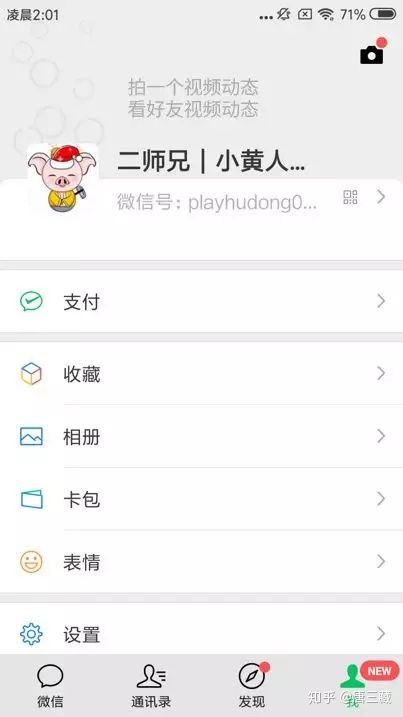 凌晨2:01
71%
拍一个视频动态
看好友视频动态
二师兄｜小黄人...
微信号: playhudong0...
支付
收藏
相册
卡包
表情
设置
NEW
微信
通讯录
发现
我
知乎 @唐三藏